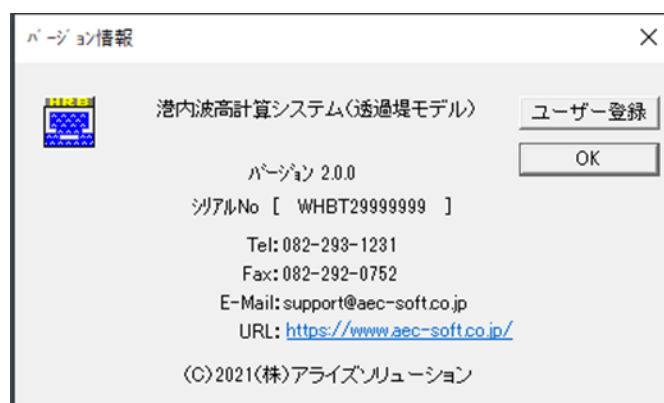 バージョン情報
港内波高計算システム(透過堤モデル)
ユーザー登録
OK
バージョン 2.0.0
シリアルNo [ WHBT29999999 ]
Tel:082-293-1231
Fax:082-292-0752
E-Mail:support@aec-soft.co.jp
URL: https://www.aec-soft.co.jp/
(C)2021(株)アライズソリューション